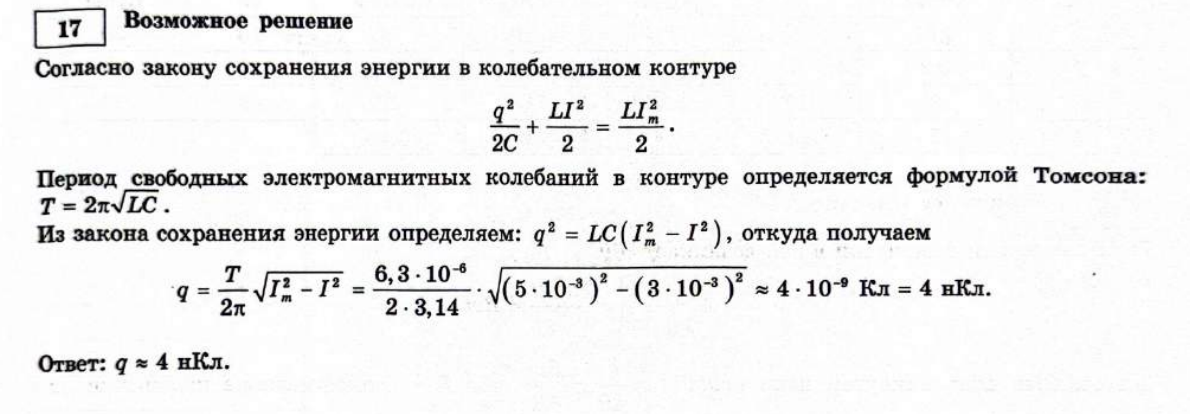 17 Возможное решение
Согласно закону сохранения энергии в колебательном контуре
q²/2C + LI²/2 = LIₘ²/2 .
Период свободных электромагнитных колебаний в контуре определяется формулой Томсона:
T = 2π√LC .
Из закона сохранения энергии определяем: q² = LC(Iₘ² − I²), откуда получаем
q = T/2π √(Iₘ² − I²) = 6,3 · 10⁻⁶/2 · 3,14 · √((5 · 10⁻³)² − (3 · 10⁻³)²) ≈ 4 · 10⁻⁹ Кл = 4 нКл.
Ответ: q ≈ 4 нКл.